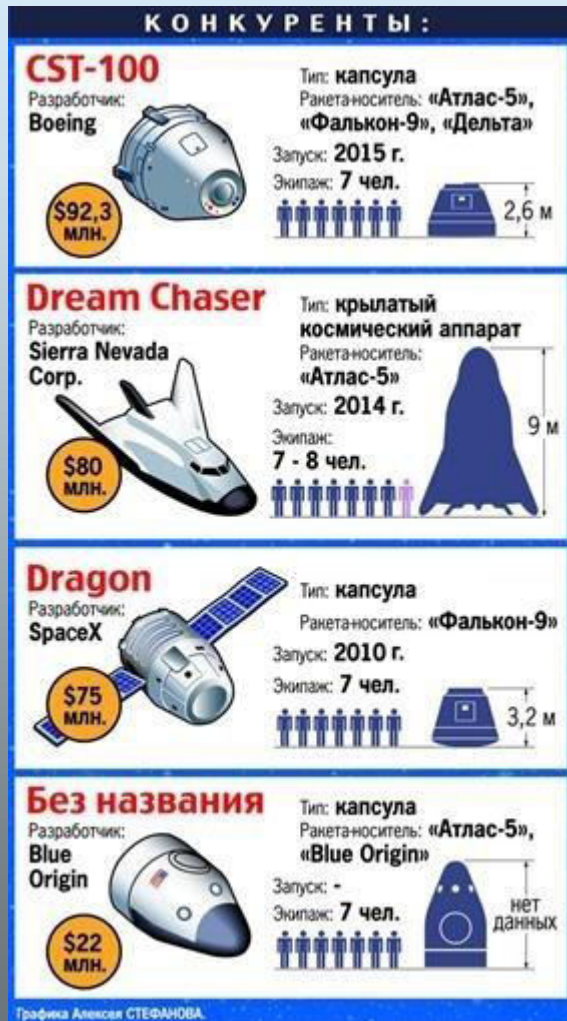 КОНКУРЕНТЫ:
CST-100
Разработчик:
Boeing
$92,3
МЛН.
Тип: капсула
Ракета-носитель: «Атлас-5»,
«Фалькон-9», «Дельта»
Запуск: 2015 г.
Экипаж: 7 чел.
2,6 м
Dream Chaser
Разработчик:
Sierra Nevada
Corp.
$80
МЛН.
Тип: крылатый
космический аппарат
Ракета-носитель:
«Атлас-5»
Запуск: 2014 г.
Экипаж:
7 - 8 чел.
9 м
Dragon
Разработчик:
SpaceX
$75
МЛН.
Тип: капсула
Ракета-носитель: «Фалькон-9»
Запуск: 2010 г.
Экипаж: 7 чел.
3,2 м
Без названия
Разработчик:
Blue
Origin
$22
МЛН.
Тип: капсула
Ракета-носитель: «Атлас-5»,
«Blue Origin»
Запуск: -
Экипаж: 7 чел.
нет
данных
Графика Алексея СТЕФАНОВА.